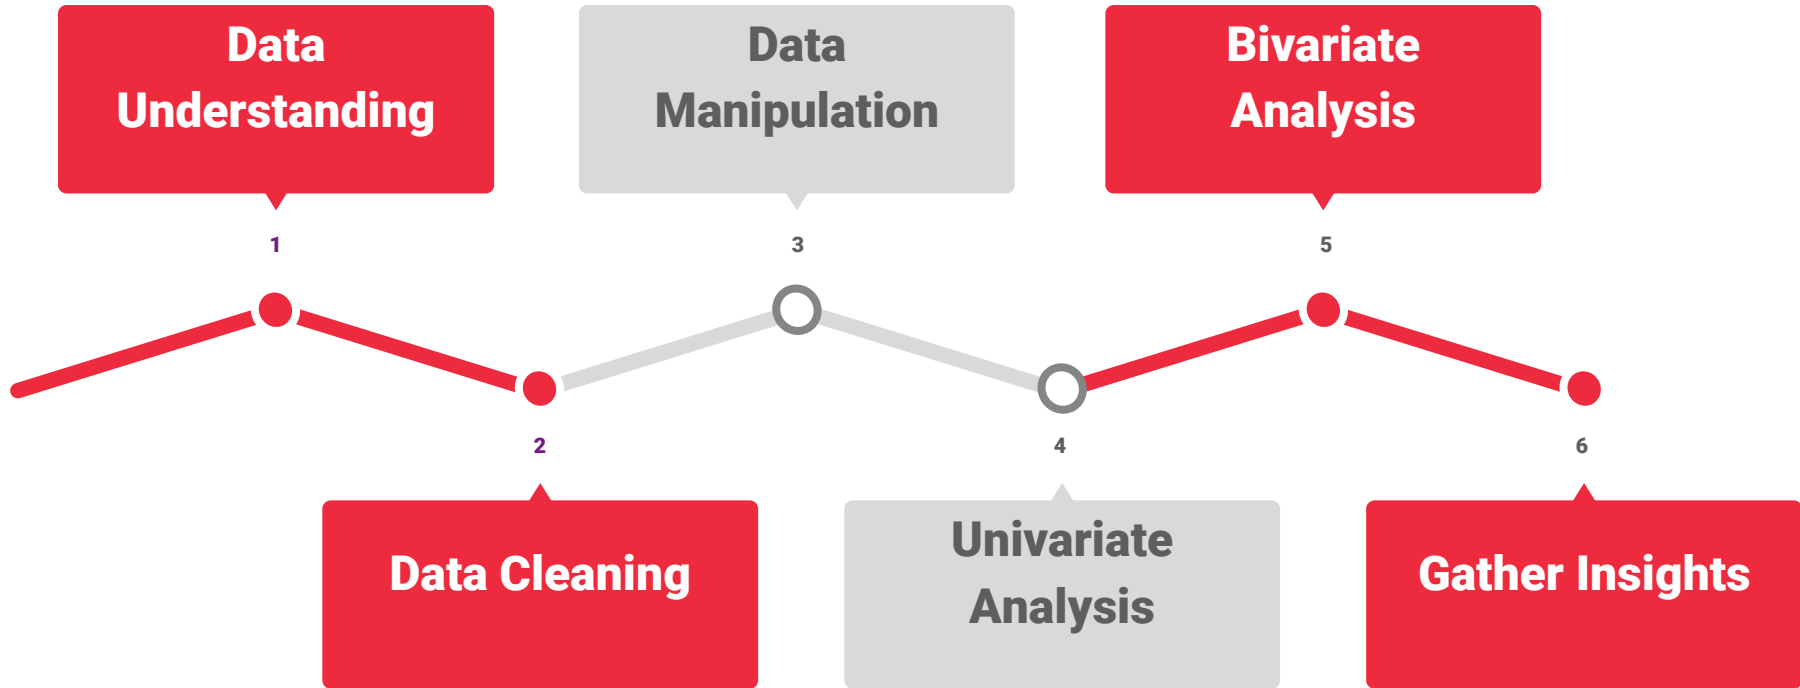 Data
Understanding
1
2
Data Cleaning
Data
Manipulation
3
4
Univariate
Analysis
Bivariate
Analysis
5
6
Gather Insights